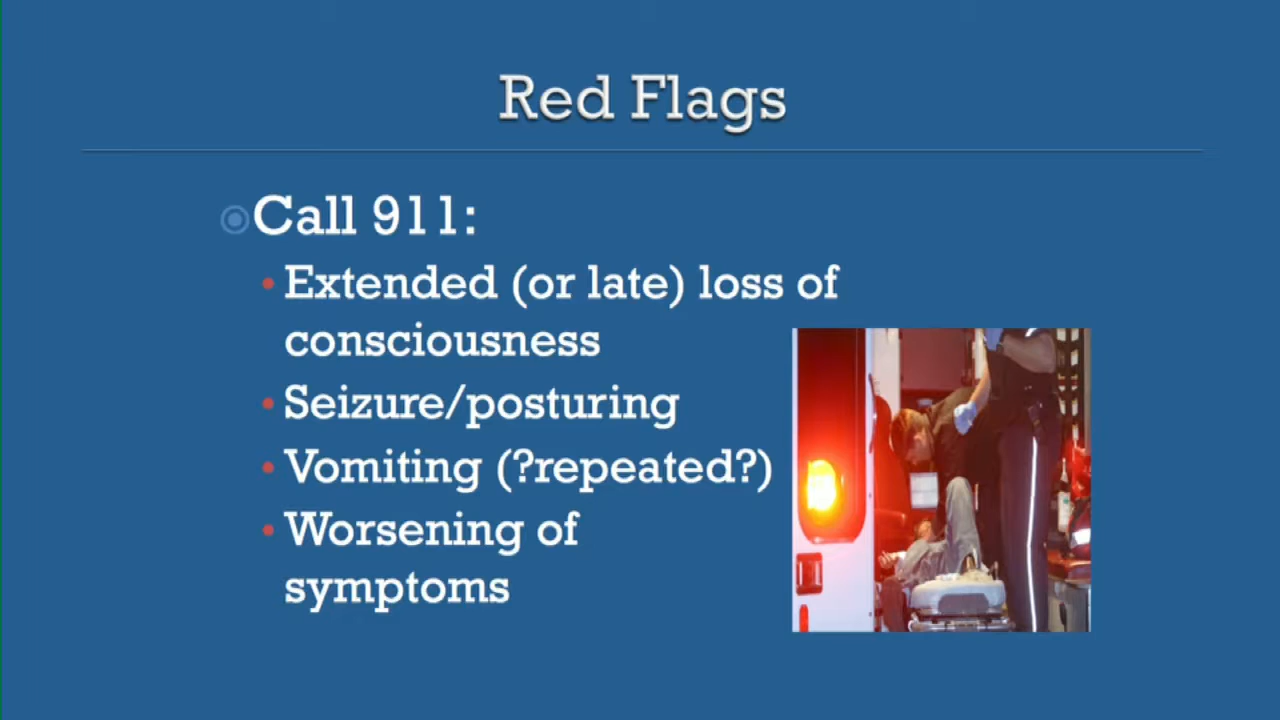 Red Flags
Call 911:
Extended (or late) loss of
consciousness
Seizure/posturing
Vomiting (?repeated?)
Worsening of
symptoms